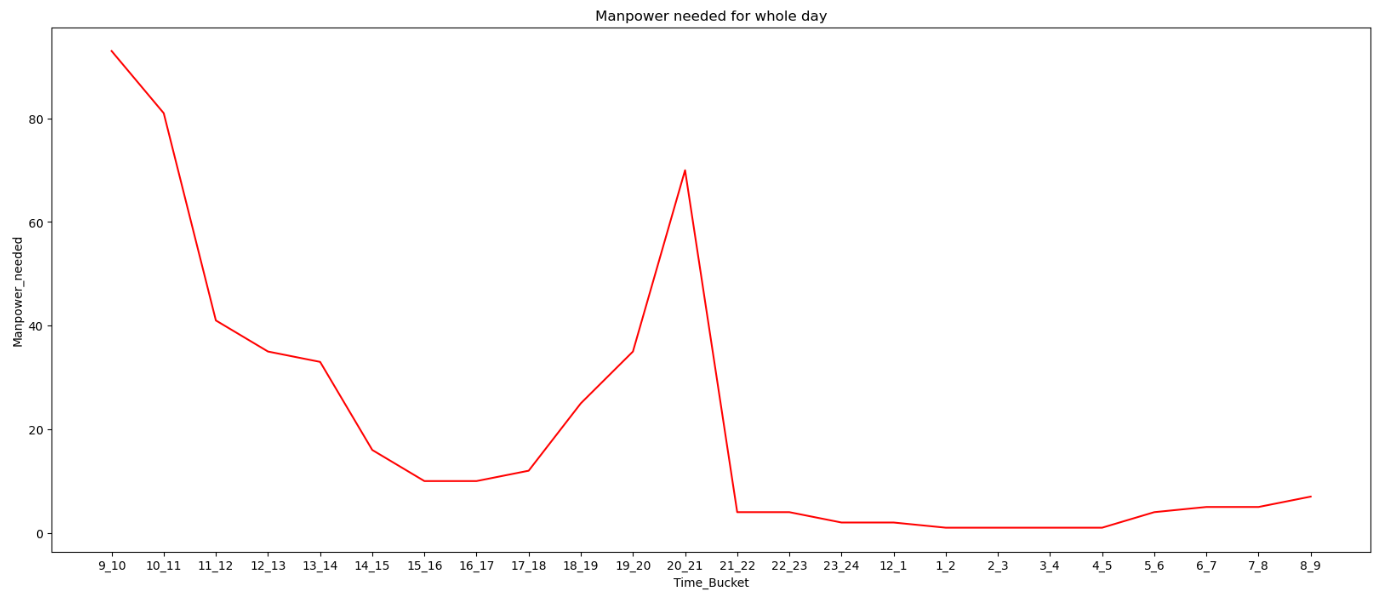 Manpower needed for whole day
Manpower_needed
80
60
40
20
0
9_10 10_11 11_12 12_13 13_14 14_15 15_16 16_17 17_18 18_19 19_20 20_21 21_22 22_23 23_24 12_1 1_2 2_3 3_4 4_5 5_6 6_7 7_8 8_9
Time_Bucket